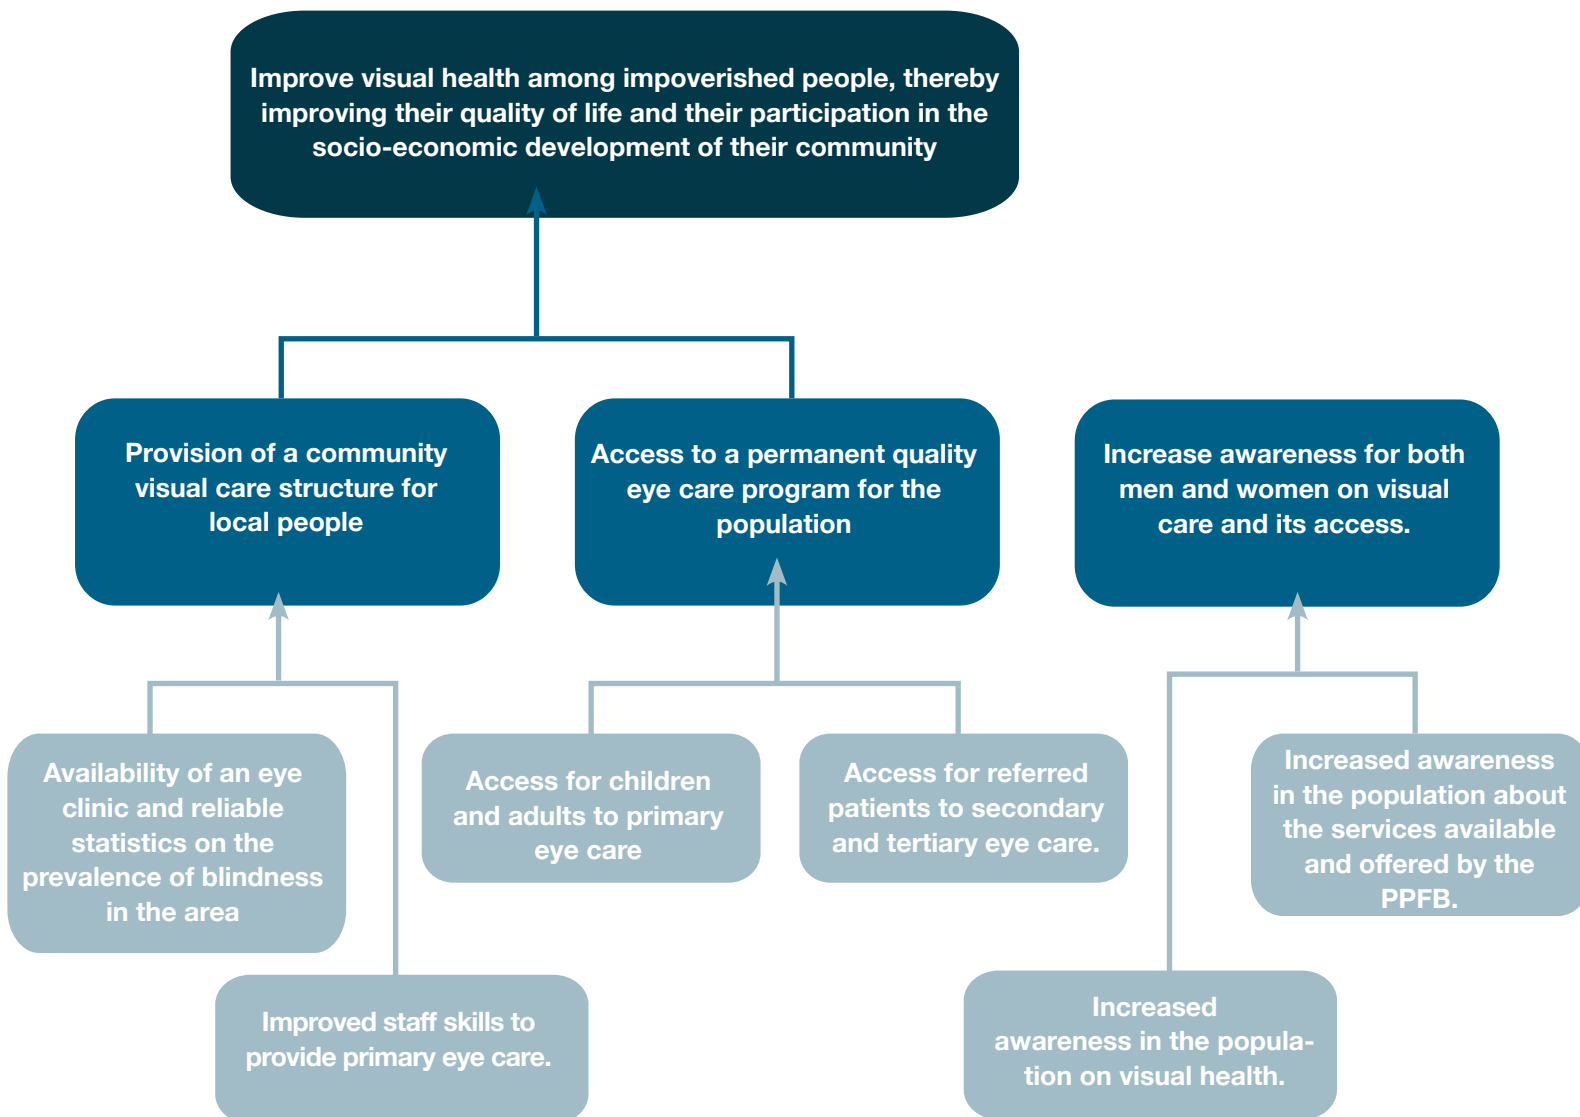 Improve visual health among impoverished people, thereby
improving their quality of life and their participation in the
socio-economic development of their community
Provision of a community
visual care structure for
local people
Access to a permanent quality
eye care program for the
population
Increase awareness for both
men and women on visual
care and its access.
Availability of an eye
clinic and reliable
statistics on the
prevalence of blindness
in the area
Improved staff skills to
provide primary eye care.
Access for children
and adults to primary
eye care
Access for referred
patients to secondary
and tertiary eye care.
Increased
awareness in the popula-
tion on visual health.
Increased awareness
in the population about
the services available
and offered by the
PPFB.